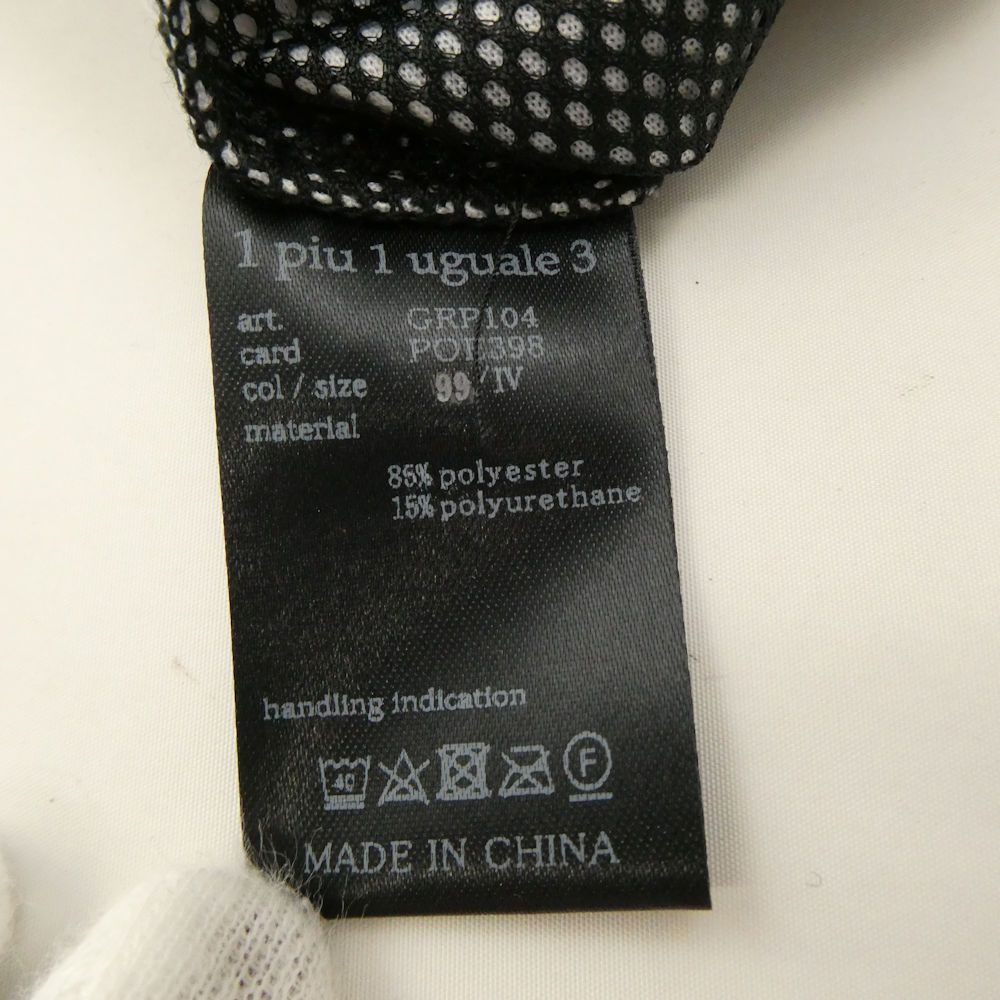 1 piu 1 uguale 3
art. GRP104
card 398
col / size 99 / IV
material
15% polyurethane
polyester
handling indication
40 F
MADE IN CHINA